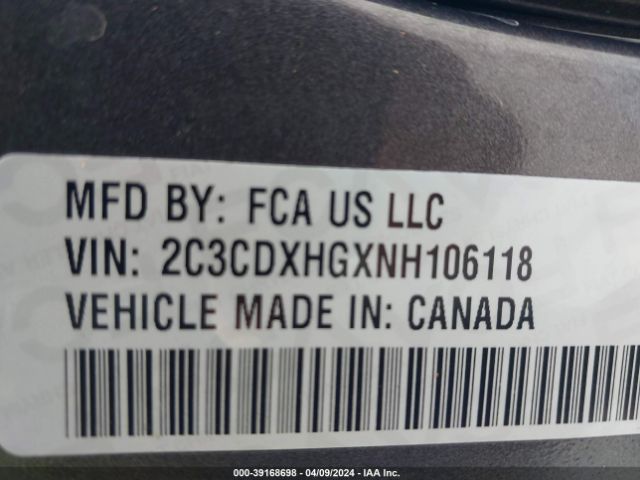 MFD BY: FCA US LLC
VIN: 2C3CDXHGXNH106118
VEHICLE MADE IN: CANADA
000-39168698 - 04/09/2024 - IAA Inc.